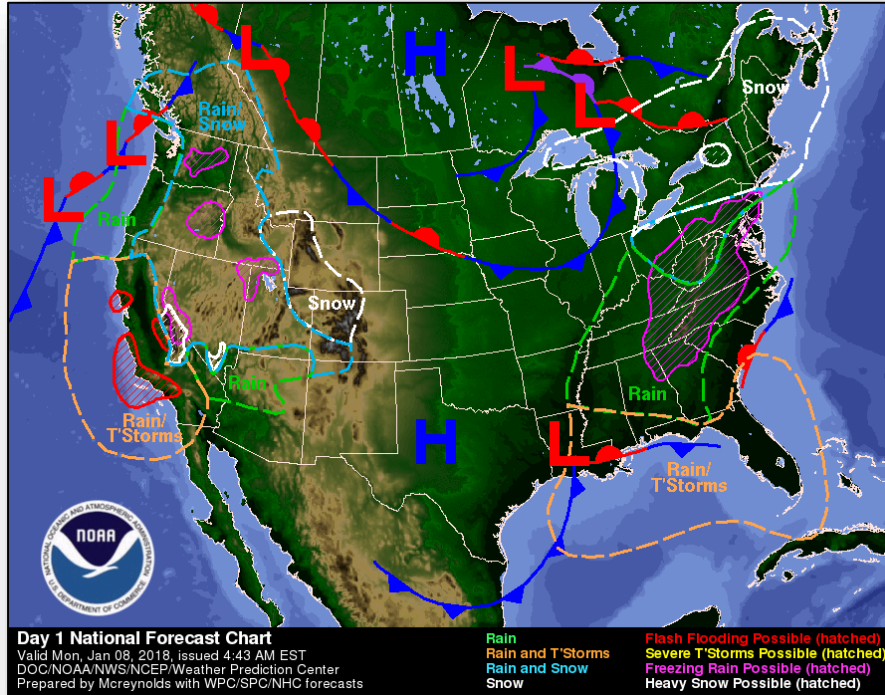 L
H
L
L
Snow
Rain/
Snow
L
L
L
Rain
Snow
Rain
Rain
Rain/
T'Storms
H
L
Rain/
T'Storms
NATIONAL OCEANIC AND ATMOSPHERIC ADMINISTRATION
NOAA
U.S. DEPARTMENT OF COMMERCE
Day 1 National Forecast Chart
Valid Mon, Jan 08, 2018, issued 4:43 AM EST
DOC/NOAA/NWS/NCEP/Weather Prediction Center
Prepared by Mcreynolds with WPC/SPC/NHC forecasts
Rain
Rain and T'Storms
Rain and Snow
Snow
Flash Flooding Possible (hatched)
Severe T'Storms Possible (hatched)
Freezing Rain Possible (hatched)
Heavy Snow Possible (hatched)